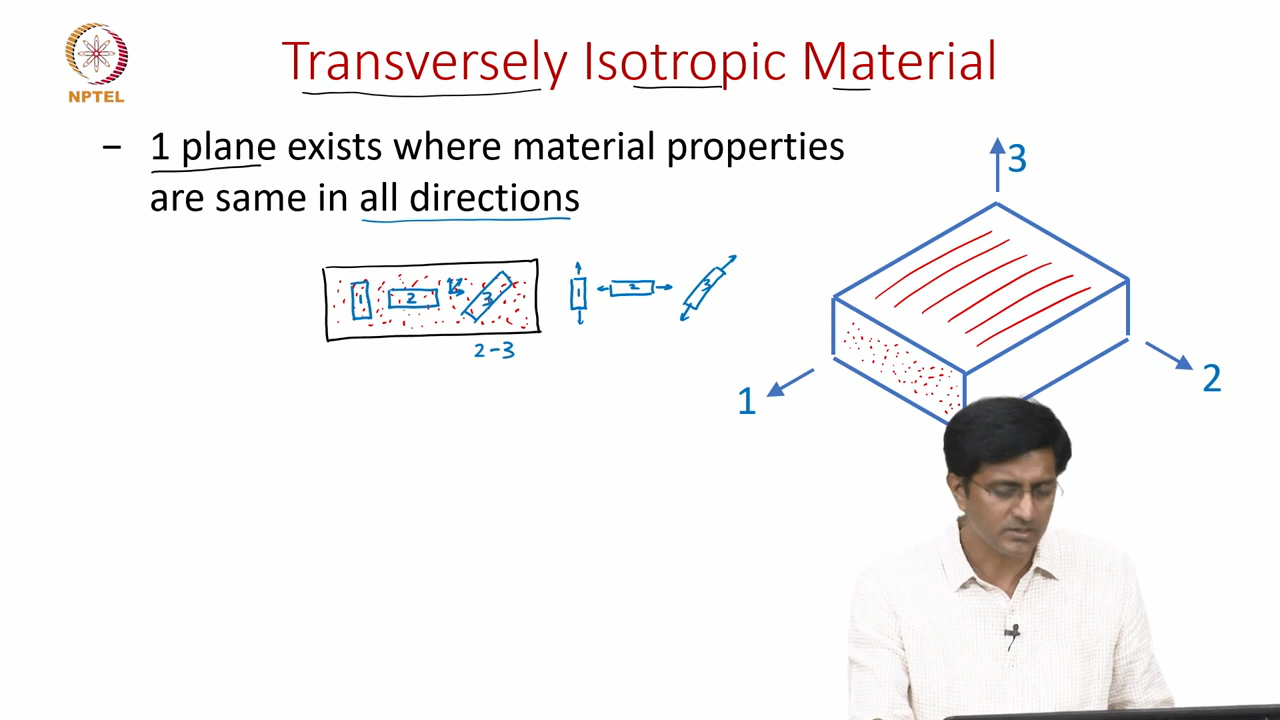 NPTEL
Transversely Isotropic Material
– 1 plane exists where material properties
are same in all directions
1 2 3
1 2 3
2-3
3
1
2